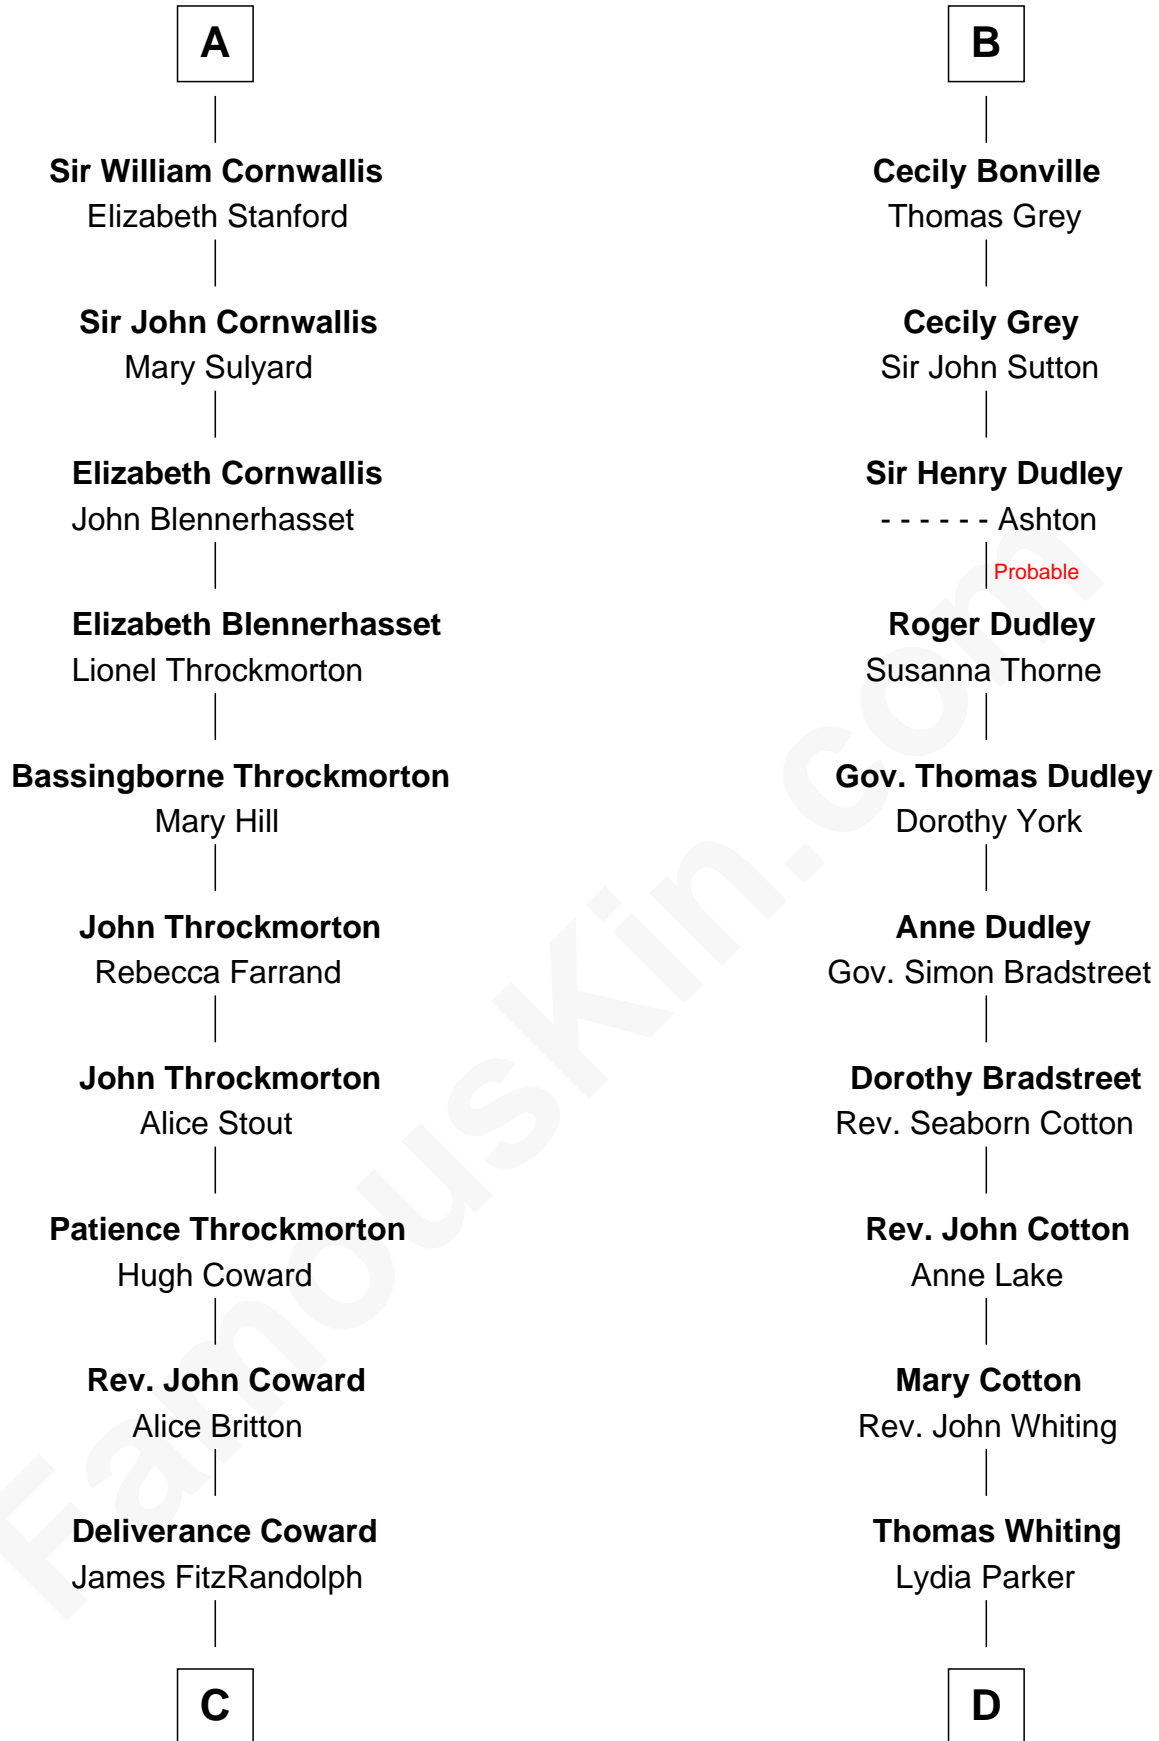 A
Sir William Cornwallis
Elizabeth Stanford
Sir John Cornwallis
Mary Sulyard
Elizabeth Cornwallis
John Blennerhasset
Elizabeth Blennerhasset
Lionel Throckmorton
Bassingborne Throckmorton
Mary Hill
John Throckmorton
Rebecca Farrand
John Throckmorton
Alice Stout
Patience Throckmorton
Hugh Coward
Rev. John Coward
Alice Britton
Deliverance Coward
James FitzRandolph
C
B
Cecily Bonville
Thomas Grey
Cecily Grey
Sir John Sutton
Sir Henry Dudley
- - - - - - Ashton
Probable
Roger Dudley
Susanna Thorne
Gov. Thomas Dudley
Dorothy York
Anne Dudley
Gov. Simon Bradstreet
Dorothy Bradstreet
Rev. Seaborn Cotton
Rev. John Cotton
Anne Lake
Mary Cotton
Rev. John Whiting
Thomas Whiting
Lydia Parker
D
FamousKin.com